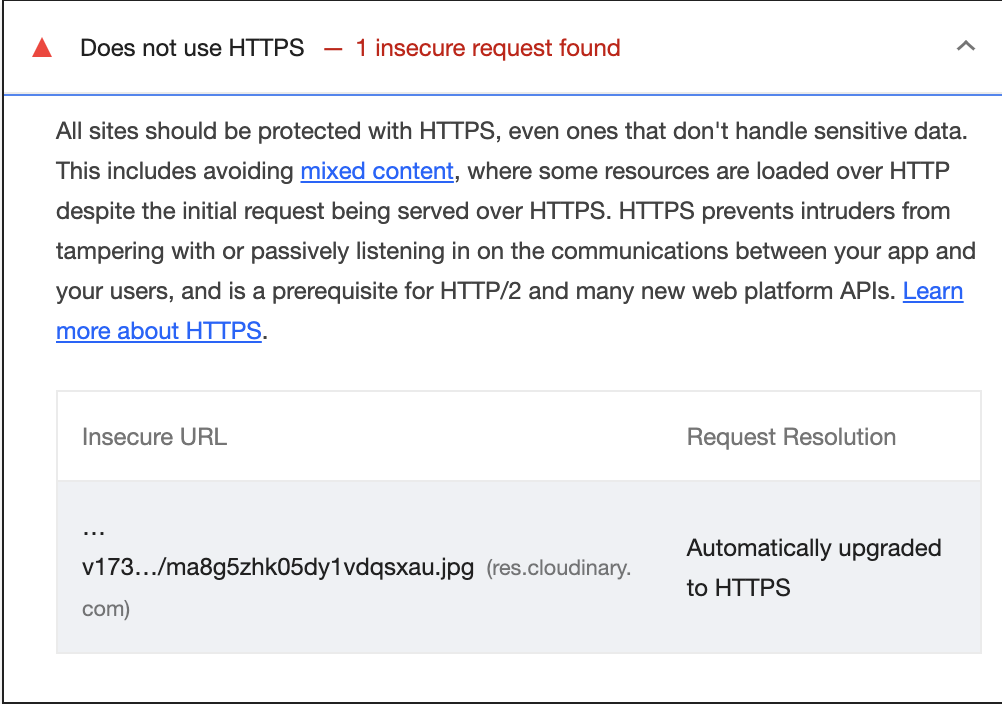 Does not use HTTPS — 1 insecure request found
All sites should be protected with HTTPS, even ones that don't handle sensitive data.
This includes avoiding mixed content, where some resources are loaded over HTTP
despite the initial request being served over HTTPS. HTTPS prevents intruders from
tampering with or passively listening in on the communications between your app and
your users, and is a prerequisite for HTTP/2 and many new web platform APIs. Learn
more about HTTPS.
Insecure URL
Request Resolution
…
v173…/ma8g5zhk05dy1vdqsxau.jpg (res.cloudinary.
com)
Automatically upgraded
to HTTPS